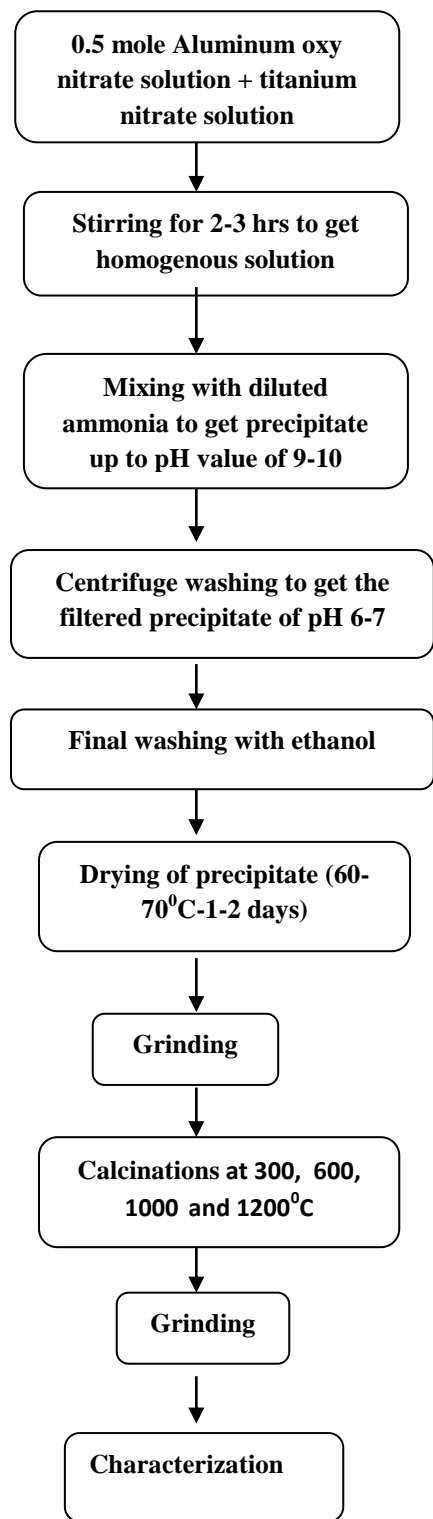 0.5 mole Aluminum oxy
nitrate solution + titanium
nitrate solution
Stirring for 2-3 hrs to get
homogenous solution
Mixing with diluted
ammonia to get precipitate
up to pH value of 9-10
Centrifuge washing to get the
filtered precipitate of pH 6-7
Final washing with ethanol
Drying of precipitate (60-
70⁰C-1-2 days)
Grinding
Calcinations at 300, 600,
1000 and 1200⁰C
Grinding
Characterization